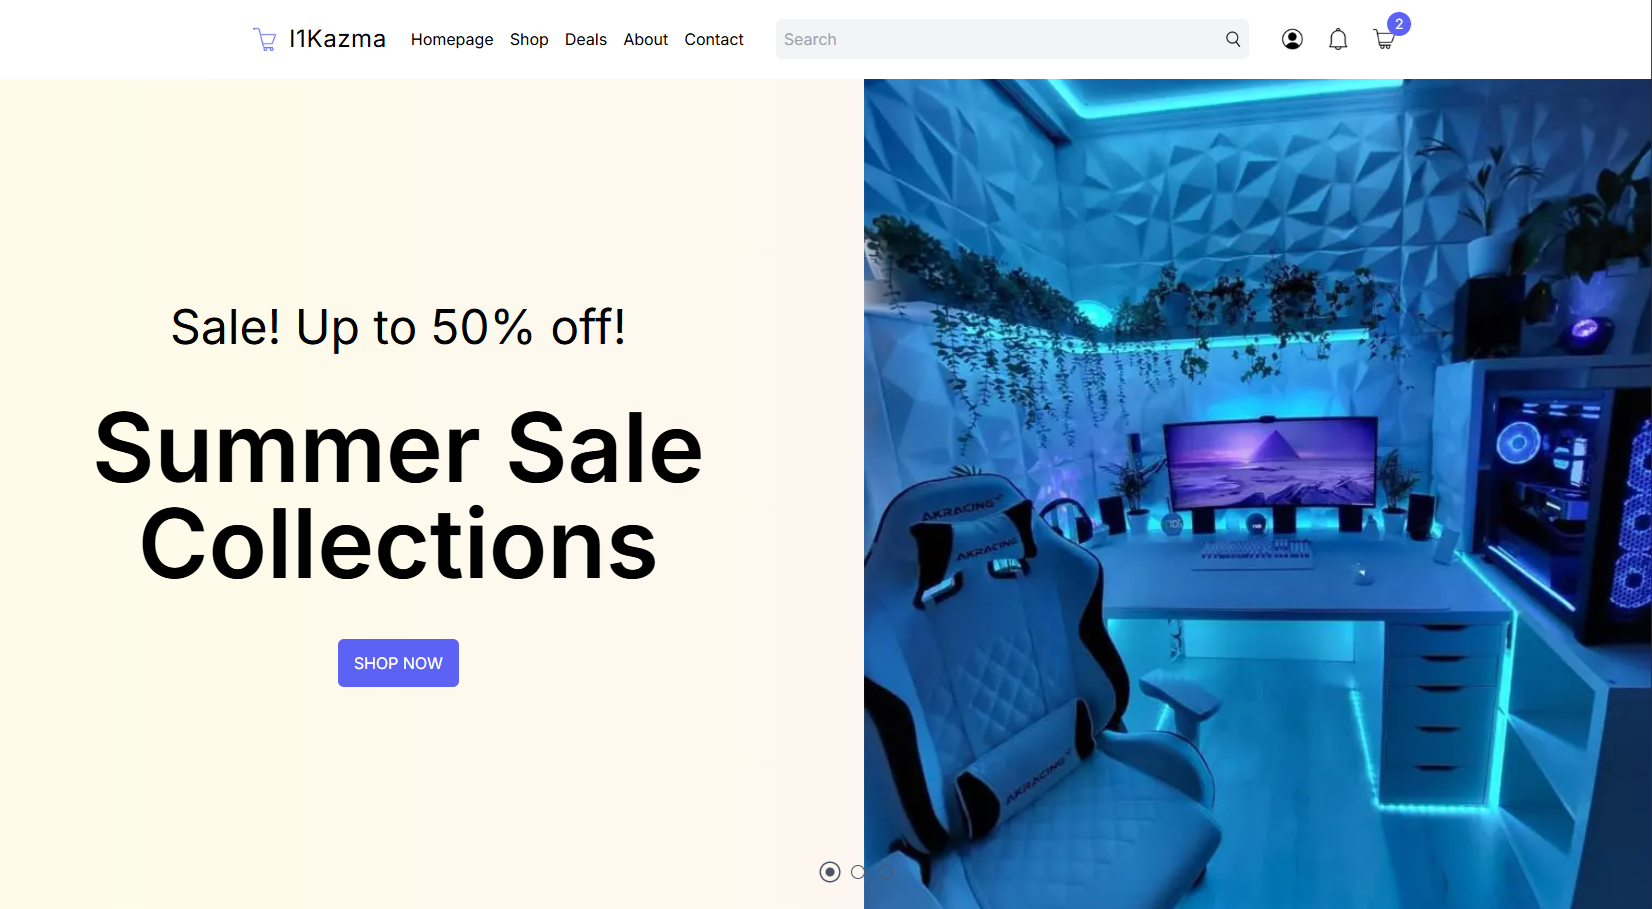 l1Kazma
Homepage Shop Deals About Contact
Search
2
Sale! Up to 50% off!
Summer Sale
Collections
SHOP NOW
AKRACING
AKRACING
AKRACING